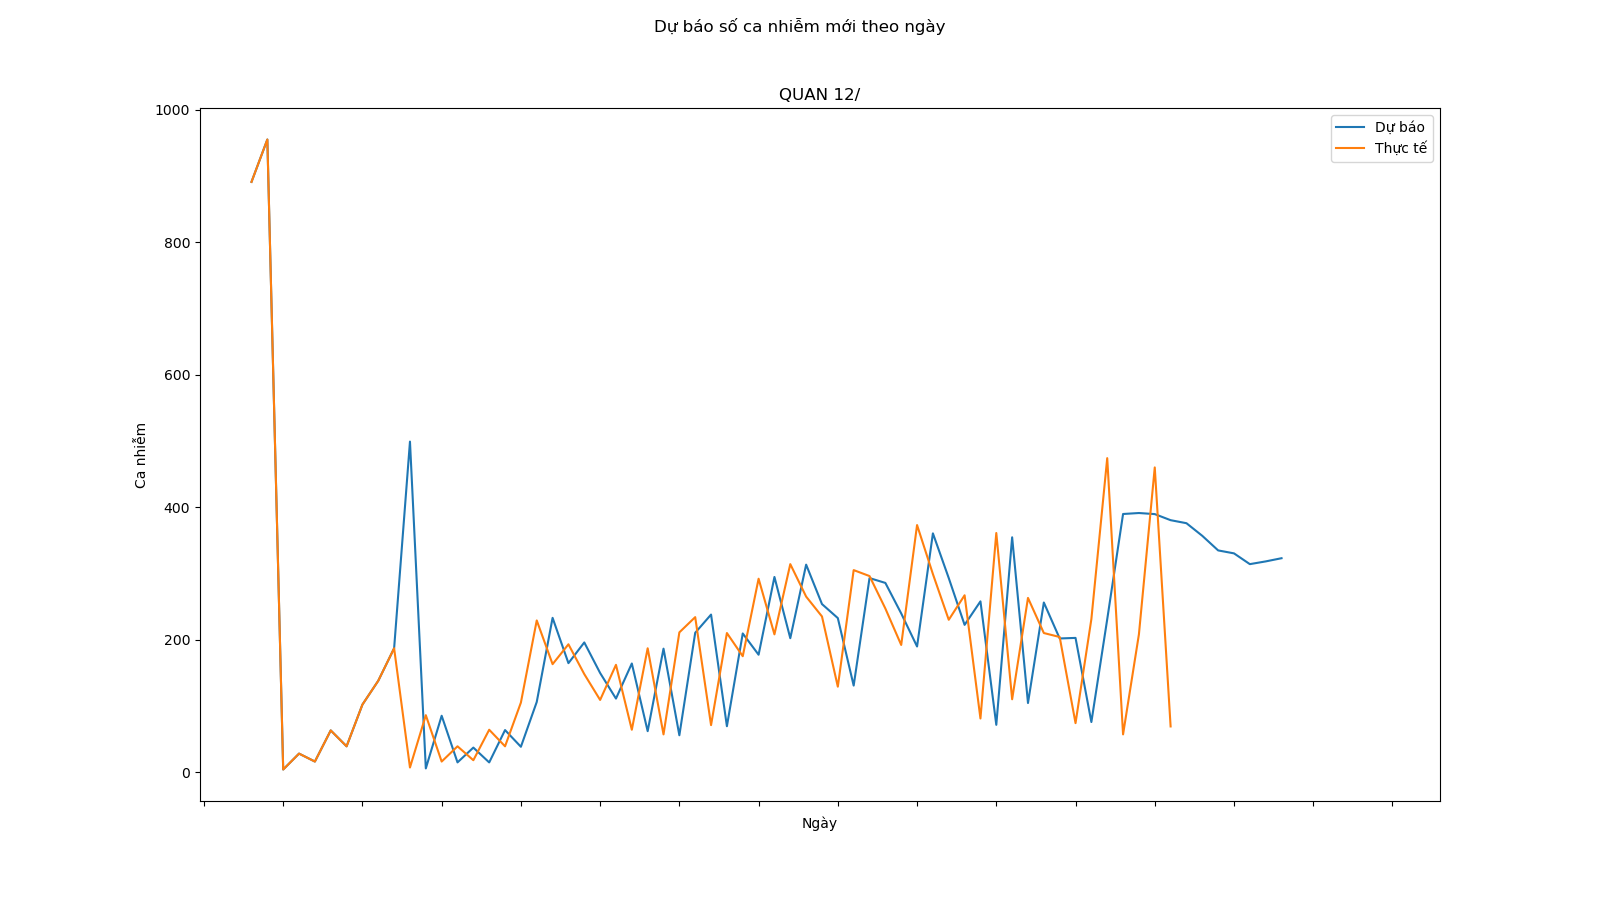 Dự báo số ca nhiễm mới theo ngày
QUAN 12/
1000
800
600
400
200
0
Ca nhiễm
Dự báo
Thực tế
Ngày